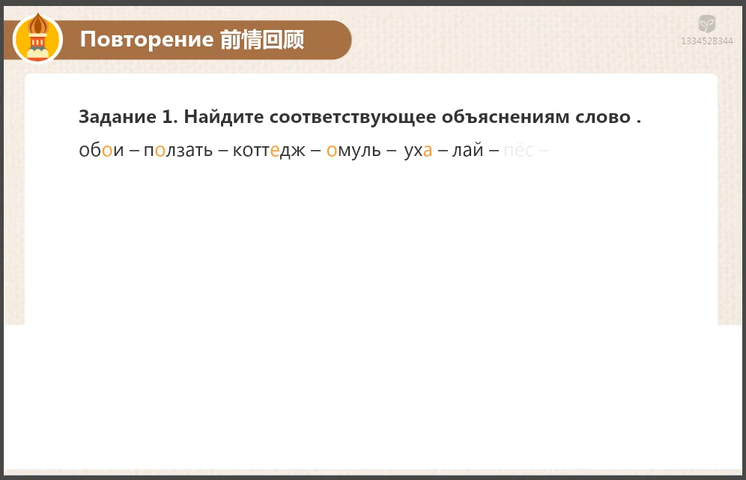 Повторение 前情回顾
1334528344
Задание 1. Найдите соответствующее объяснениям слово .
обои – ползать – коттедж – омуль – уха – лай – пёс –